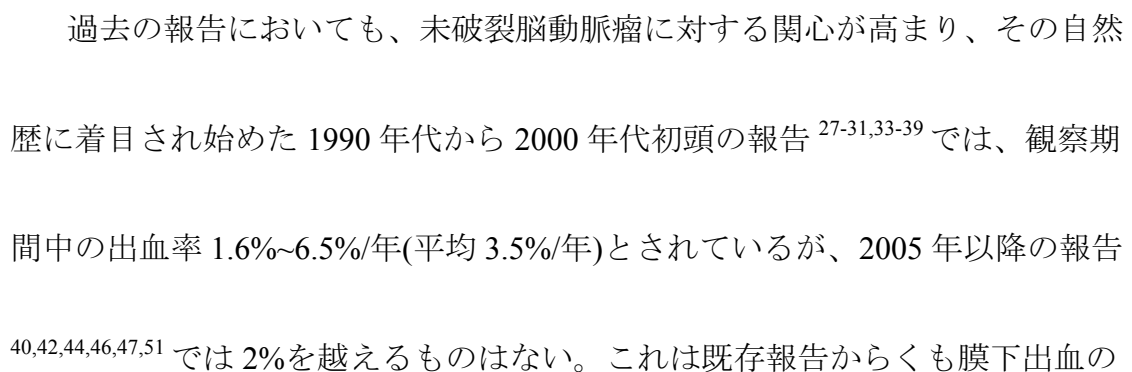 過去の報告においても、未破裂脳動脈瘤に対する関心が高まり、その自然
歴に着目され始めた 1990 年代から 2000 年代初頭の報告 27-31,33-39 では、観察期
間中の出血率 1.6%~6.5%/年(平均 3.5%/年)とされているが、2005 年以降の報告
40,42,44,46,47,51 では 2%を越えるものはない。これは既存報告からくも膜下出血の